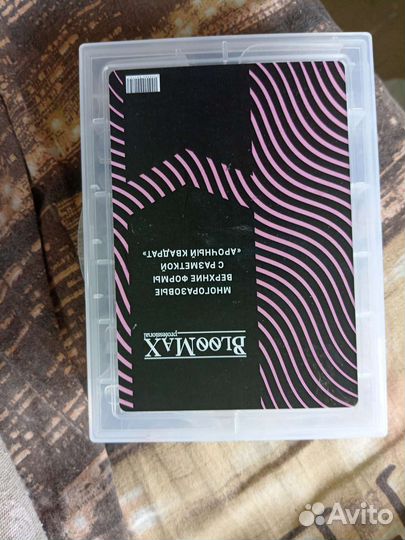 BLOOMAX
professional
МНОГОРАЗОВЫЕ
ВЕРХНИЕ ФОРМЫ
С РАЗМЕТКОЙ
"АРОЧНЫЙ КВАДРАТ"
Avito